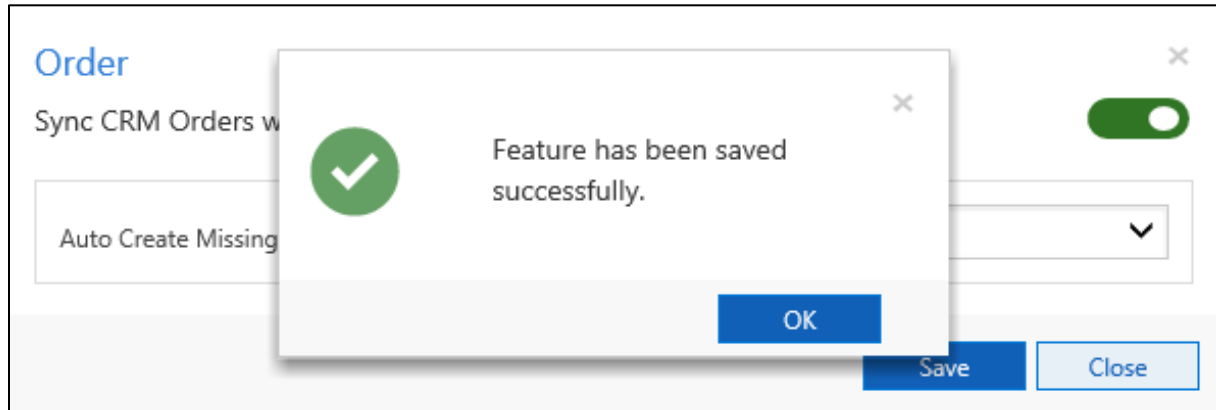 Order
Sync CRM Orders w
Feature has been saved
successfully.
Auto Create Missing
OK
Save
Close